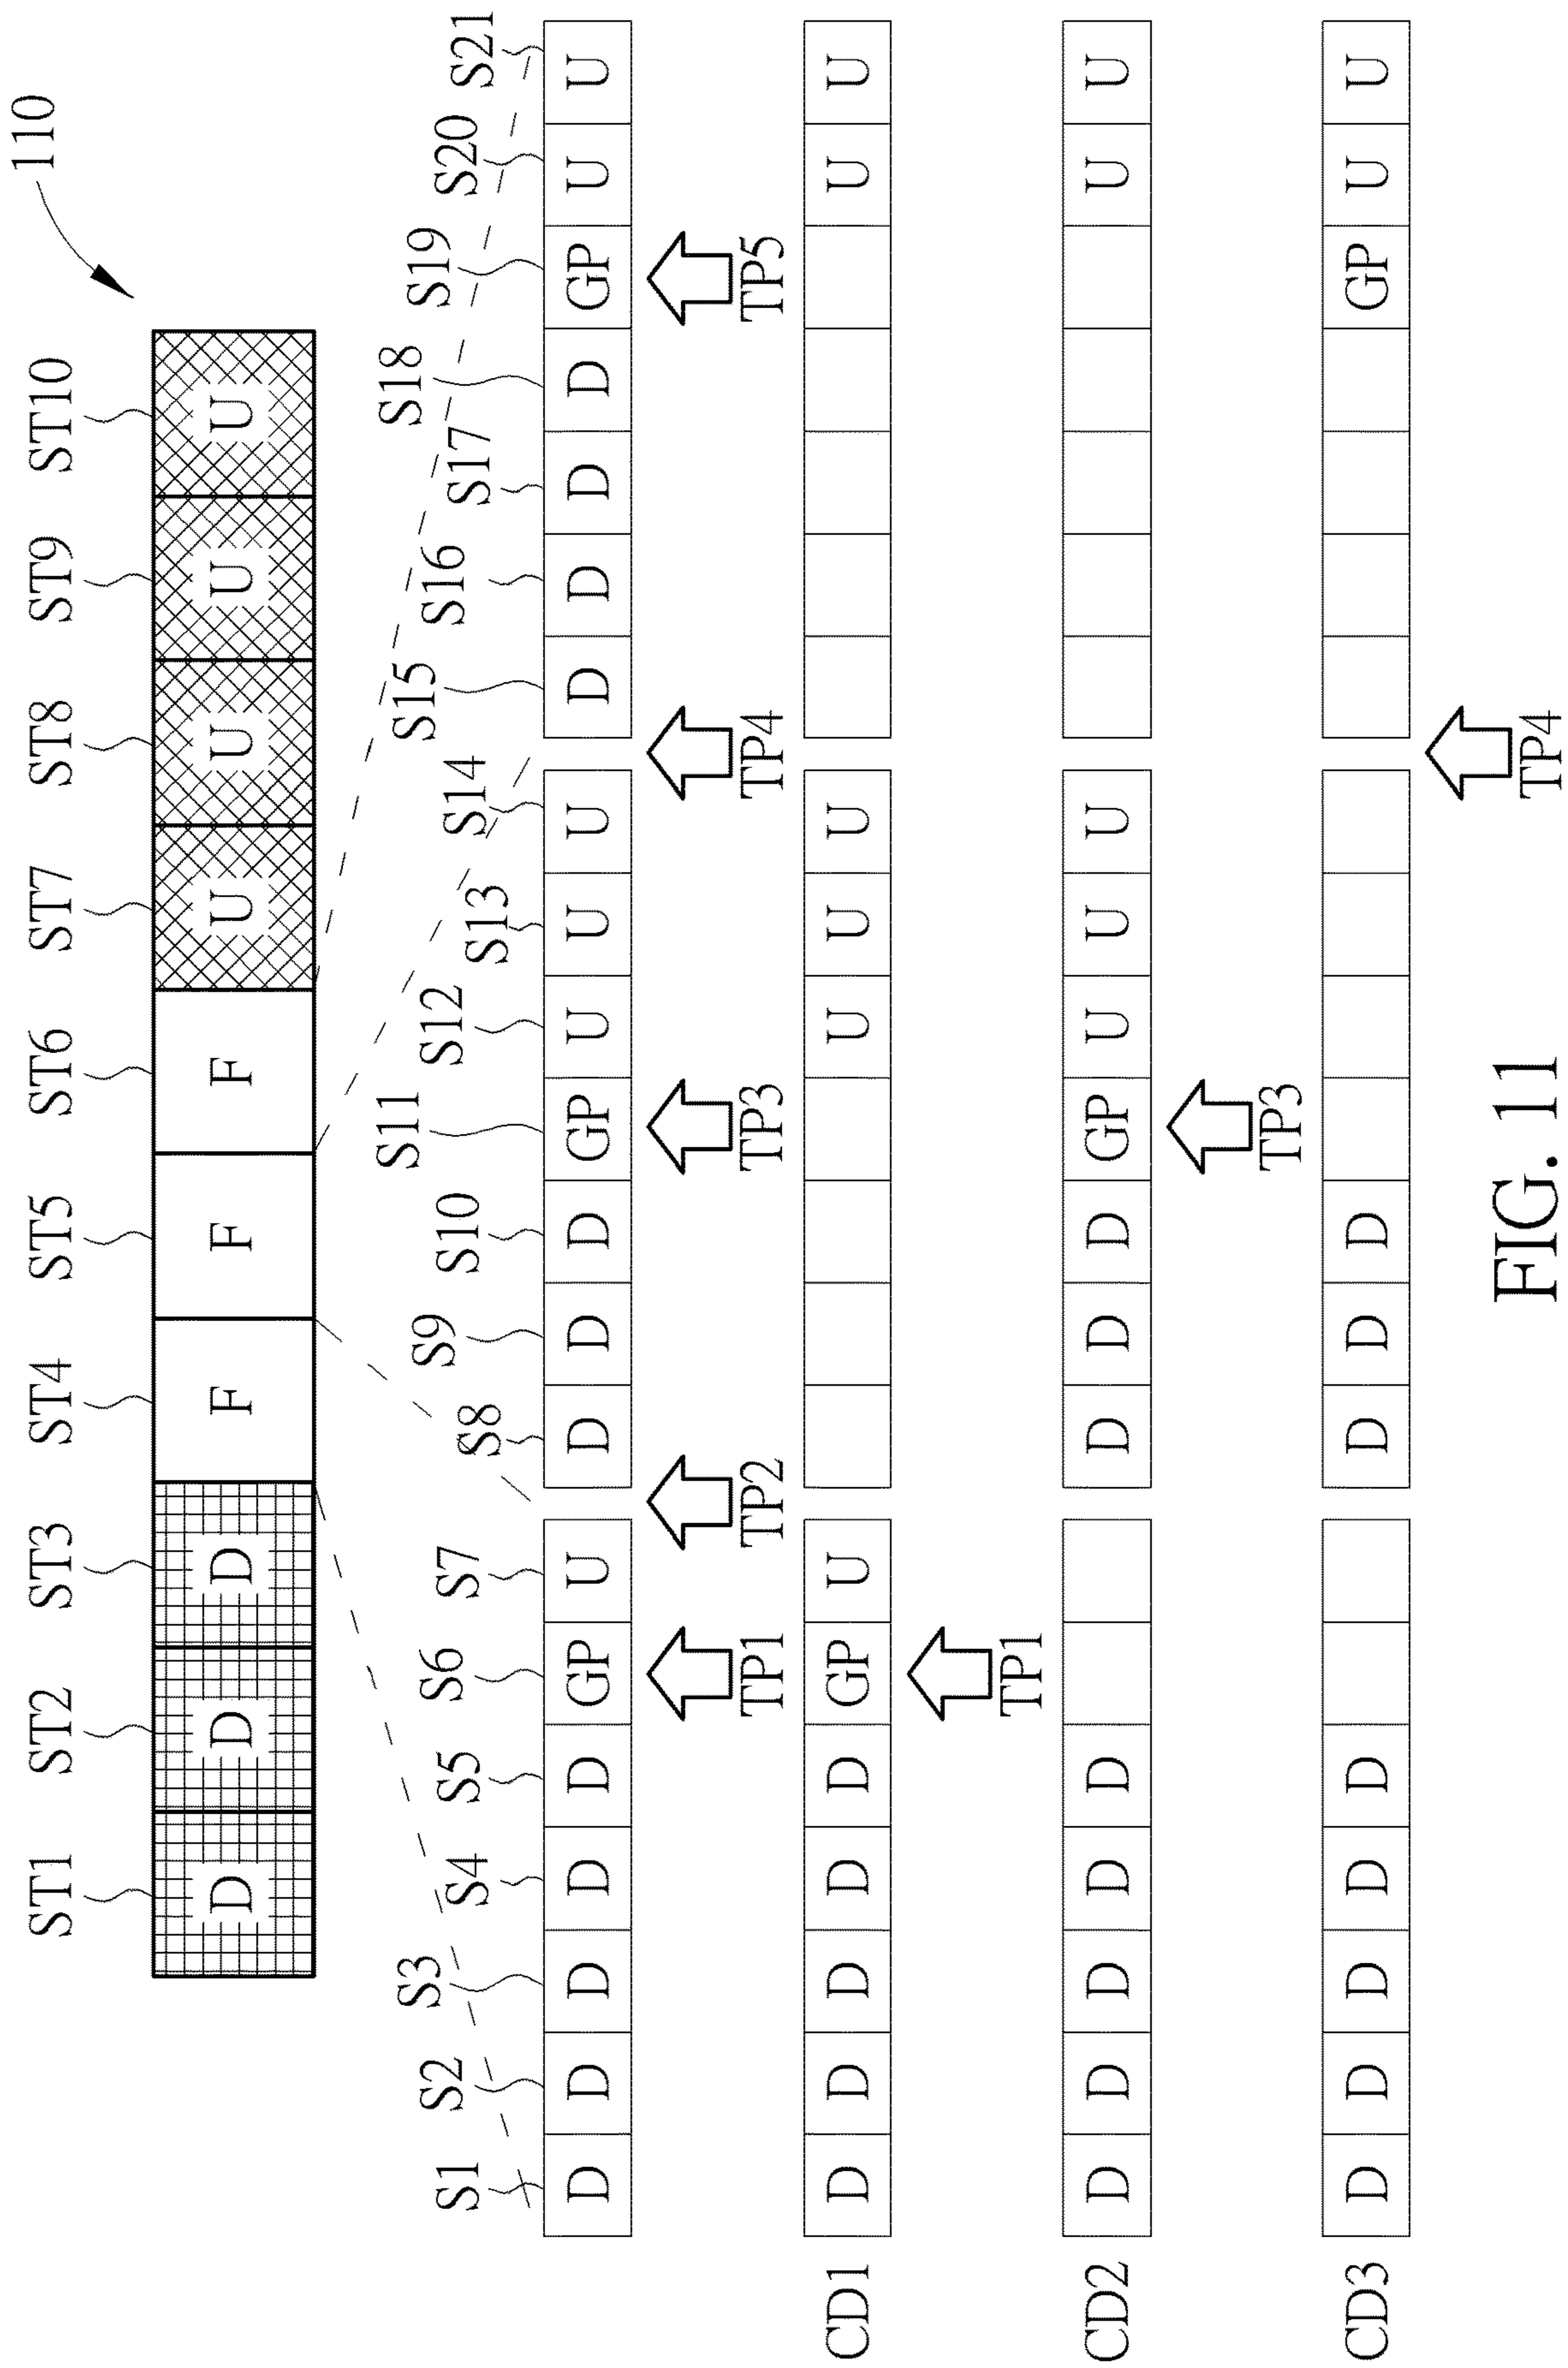 110
ST1 ST2 ST3 ST4 ST5 ST6 ST7 ST8 ST9 ST10
D D D F F F U U U U
S1 S2 S3 S4 S5 S6 S7 S8 S9 S10 S11 S12 S13 S14 S15 S16 S17 S18 S19 S20 S21
D D D D D GP U D D D GP U U U D D D D GP U U
TP1 TP2 TP3 TP4 TP5
CD1 D D D D D GP U U U U U U
TP1
CD2 D D D D D D D D GP U U U U U
TP3
CD3 D D D D D D D D GP U U
TP4
FIG. 11